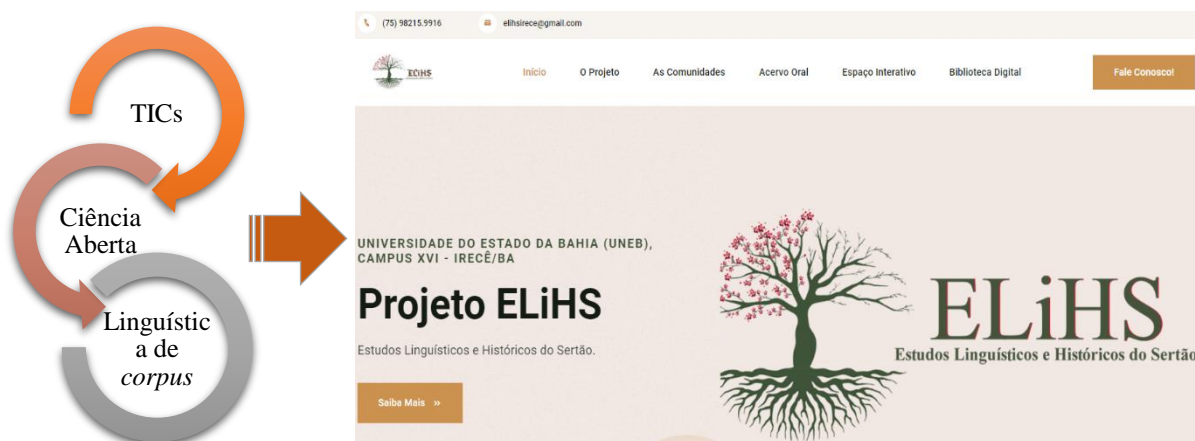 TICs
Ciência
Aberta
Linguístic
a de
corpus
(75) 98215.9916
elihsirece@gmail.com
ELiHS
Início
O Projeto
As Comunidades
Acervo Oral
Espaço Interativo
Biblioteca Digital
Fale Conosco!
UNIVERSIDADE DO ESTADO DA BAHIA (UNEB),
CAMPUS XVI - IRECÊ/BA
Projeto ELiHS
Estudos Linguísticos e Históricos do Sertão.
Saiba Mais »
ELiHS
Estudos Linguísticos e Históricos do Sertão